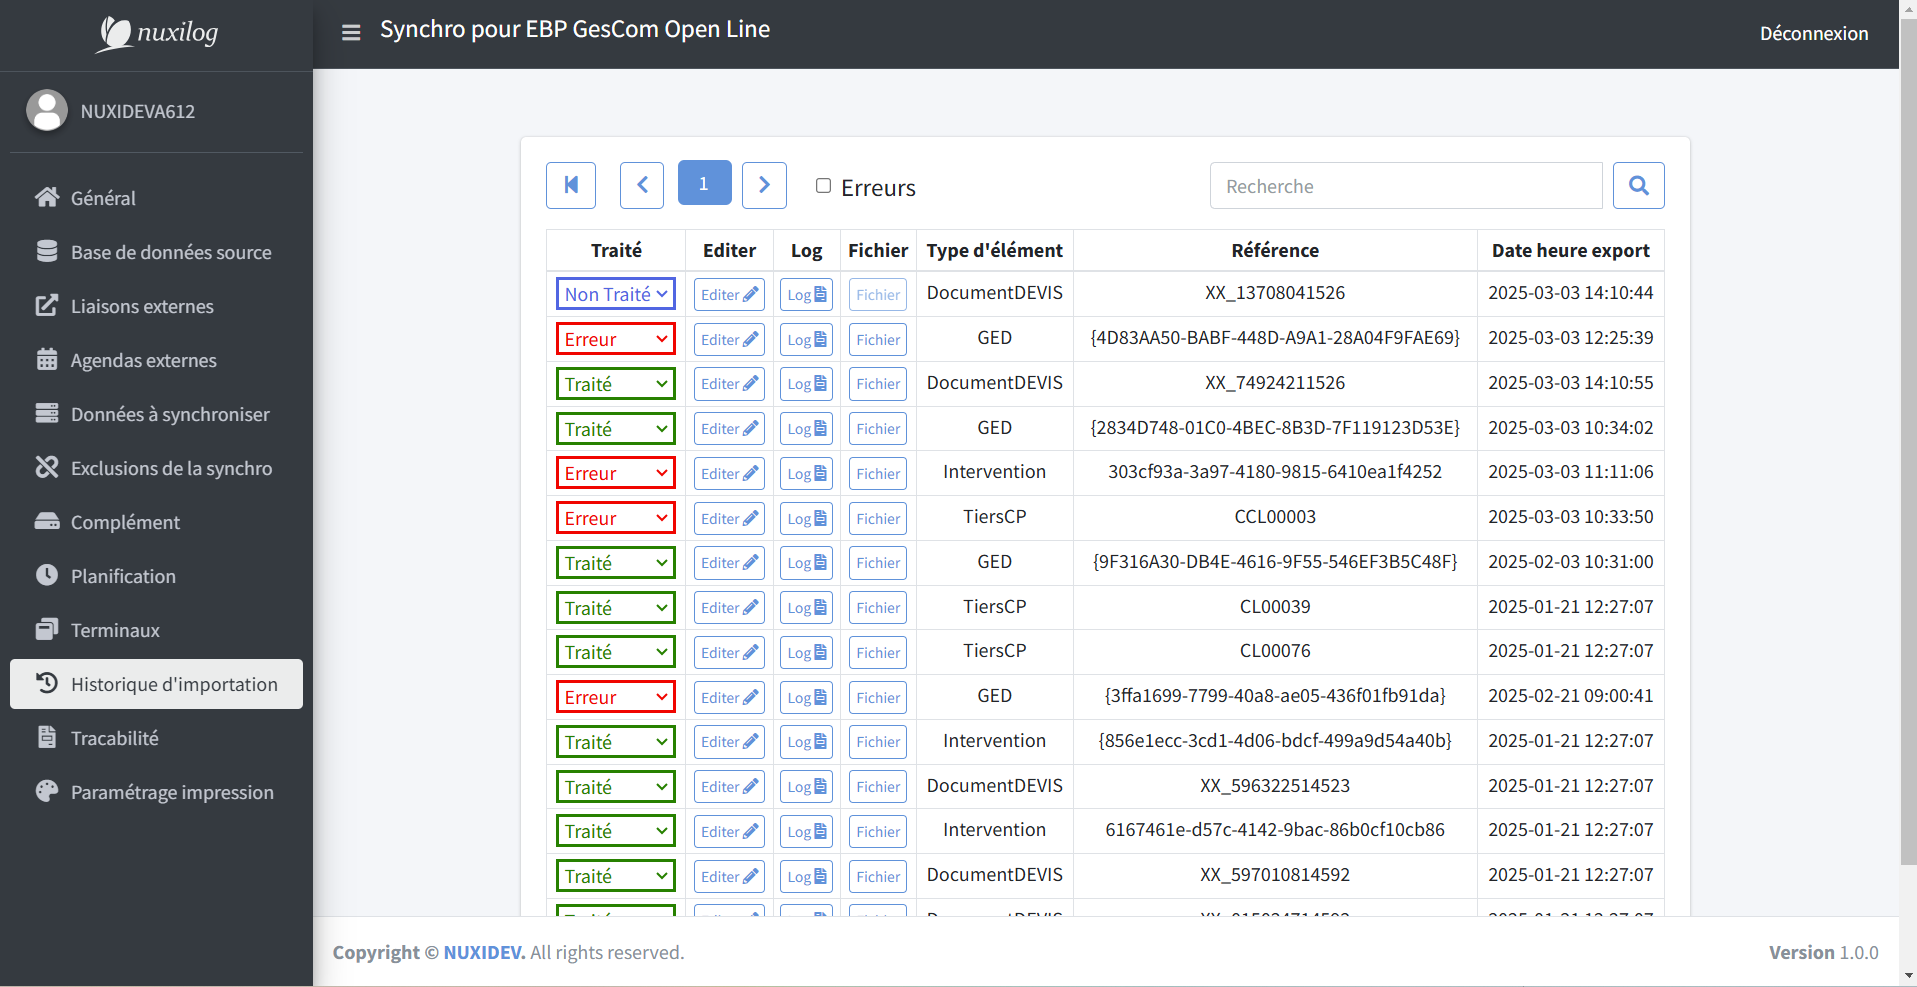 nuxilog
Synchro pour EBP GesCom Open Line
Déconnexion
NUXIDEVA612
Général
Base de données source
Liaisons externes
Agendas externes
Données à synchroniser
Exclusions de la synchro
Complément
Planification
Terminaux
Historique d'importation
Tracabilité
Paramétrage impression
1
Erreurs
Recherche
Traité Editer Log Fichier Type d'élément Référence Date heure export
Non Traité Editer Log Fichier DocumentDEVIS XX_13708041526 2025-03-03 14:10:44
Erreur Editer Log Fichier GED {4D83AA50-BABF-448D-A9A1-28A04F9FAE69} 2025-03-03 12:25:39
Traité Editer Log Fichier DocumentDEVIS XX_74924211526 2025-03-03 14:10:55
Traité Editer Log Fichier GED {2834D748-01C0-4BEC-8B3D-7F119123D53E} 2025-03-03 10:34:02
Erreur Editer Log Fichier Intervention 303cf93a-3a97-4180-9815-6410ea1f4252 2025-03-03 11:11:06
Erreur Editer Log Fichier TiersCP CCL00003 2025-03-03 10:33:50
Traité Editer Log Fichier GED {9F316A30-DB4E-4616-9F55-546EF3B5C48F} 2025-02-03 10:31:00
Traité Editer Log Fichier TiersCP CL00039 2025-01-21 12:27:07
Traité Editer Log Fichier TiersCP CL00076 2025-01-21 12:27:07
Erreur Editer Log Fichier GED {3ffa1699-7799-40a8-ae05-436f01fb91da} 2025-02-21 09:00:41
Traité Editer Log Fichier Intervention {856e1ecc-3cd1-4d06-bdcf-499a9d54a40b} 2025-01-21 12:27:07
Traité Editer Log Fichier DocumentDEVIS XX_596322514523 2025-01-21 12:27:07
Traité Editer Log Fichier Intervention 6167461e-d57c-4142-9bac-86b0cf10cb86 2025-01-21 12:27:07
Traité Editer Log Fichier DocumentDEVIS XX_597010814592 2025-01-21 12:27:07
Copyright © NUXIDEV. All rights reserved.
Version 1.0.0